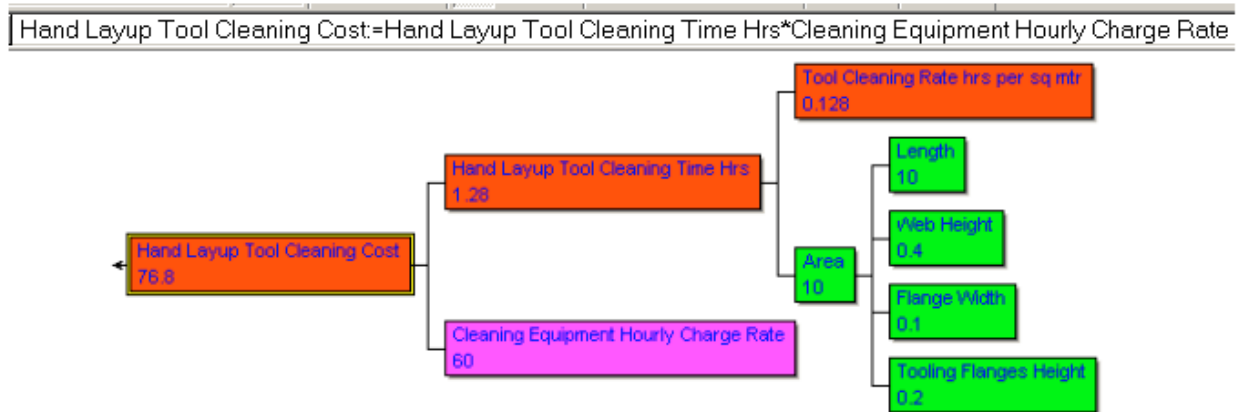 Hand Layup Tool Cleaning Cost:=Hand Layup Tool Cleaning Time Hrs*Cleaning Equipment Hourly Charge Rate
Tool Cleaning Rate hrs per sq mtr
0.128
Length
10
Hand Layup Tool Cleaning Time Hrs
1.28
Web Height
0.4
Hand Layup Tool Cleaning Cost
76.8
Area
10
Flange Width
0.1
Cleaning Equipment Hourly Charge Rate
60
Tooling Flanges Height
0.2